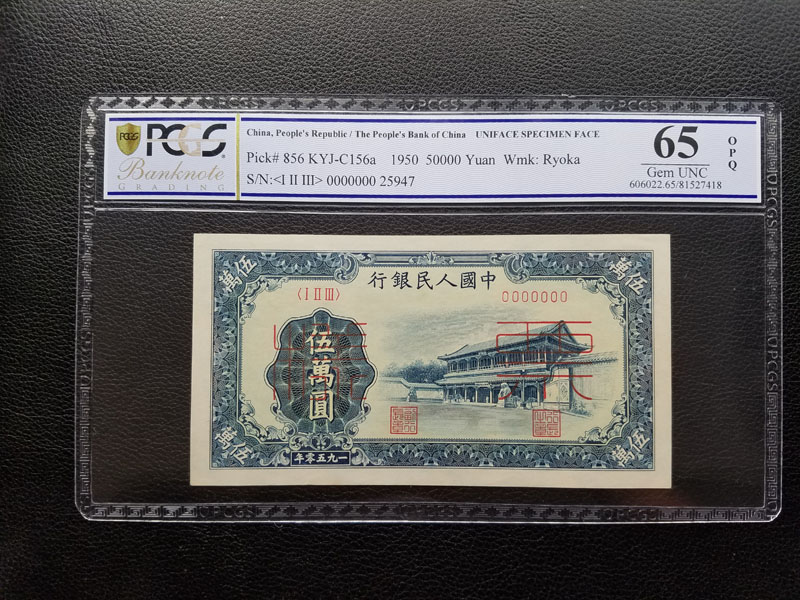 PCGS
Banknote
GRADING
China, People's Republic / The People's Bank of China UNIFACE SPECIMEN FACE
Pick# 856 KYJ-C156a 1950 50000 Yuan Wmk: Ryoka
S/N:<I II III> 0000000 25947
65
Gem UNC
606022.65/81527418
OPQ
伍萬
行銀民人國中
伍萬
〈I II III〉
0000000
票樣
伍萬圓
伍萬
年零五九一
伍萬